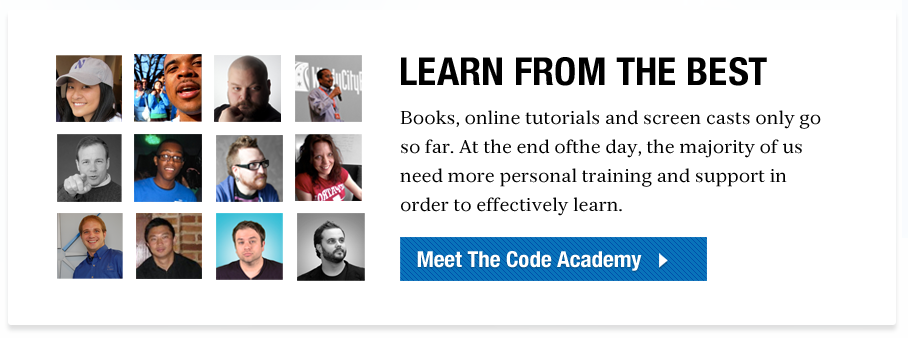 LEARN FROM THE BEST
Books, online tutorials and screen casts only go
so far. At the end ofthe day, the majority of us
need more personal training and support in
order to effectively learn.
Meet The Code Academy